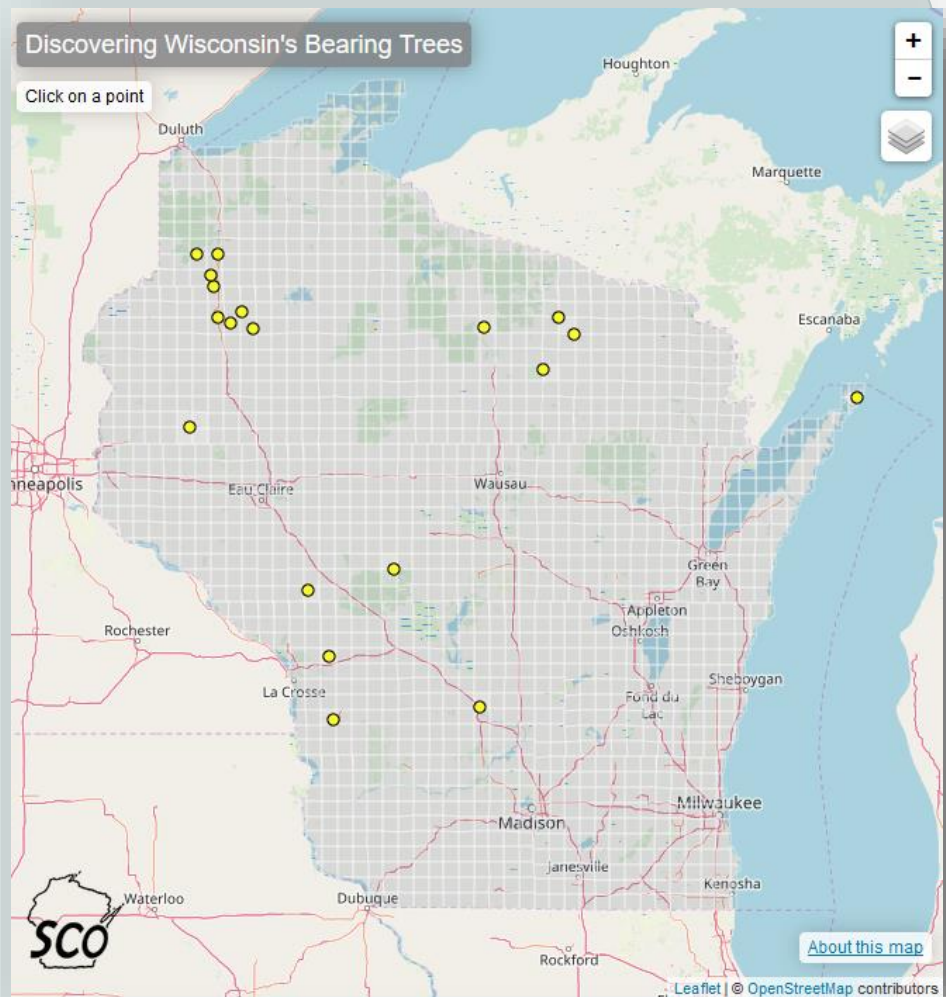 Discovering Wisconsin's Bearing Trees
+
−
Click on a point
Houghton
Duluth
Marquette
Escanaba
nneapolis
Eau Claire
Wausau
Green
Bay
Appleton
Oshkosh
Rochester
Sheboygan
La Crosse
Fond du
Lac
Milwaukee
Madison
Janesville
Kenosha
Waterloo
Dubuque
SCO
About this map
Rockford
Leaflet | © OpenStreetMap contributors